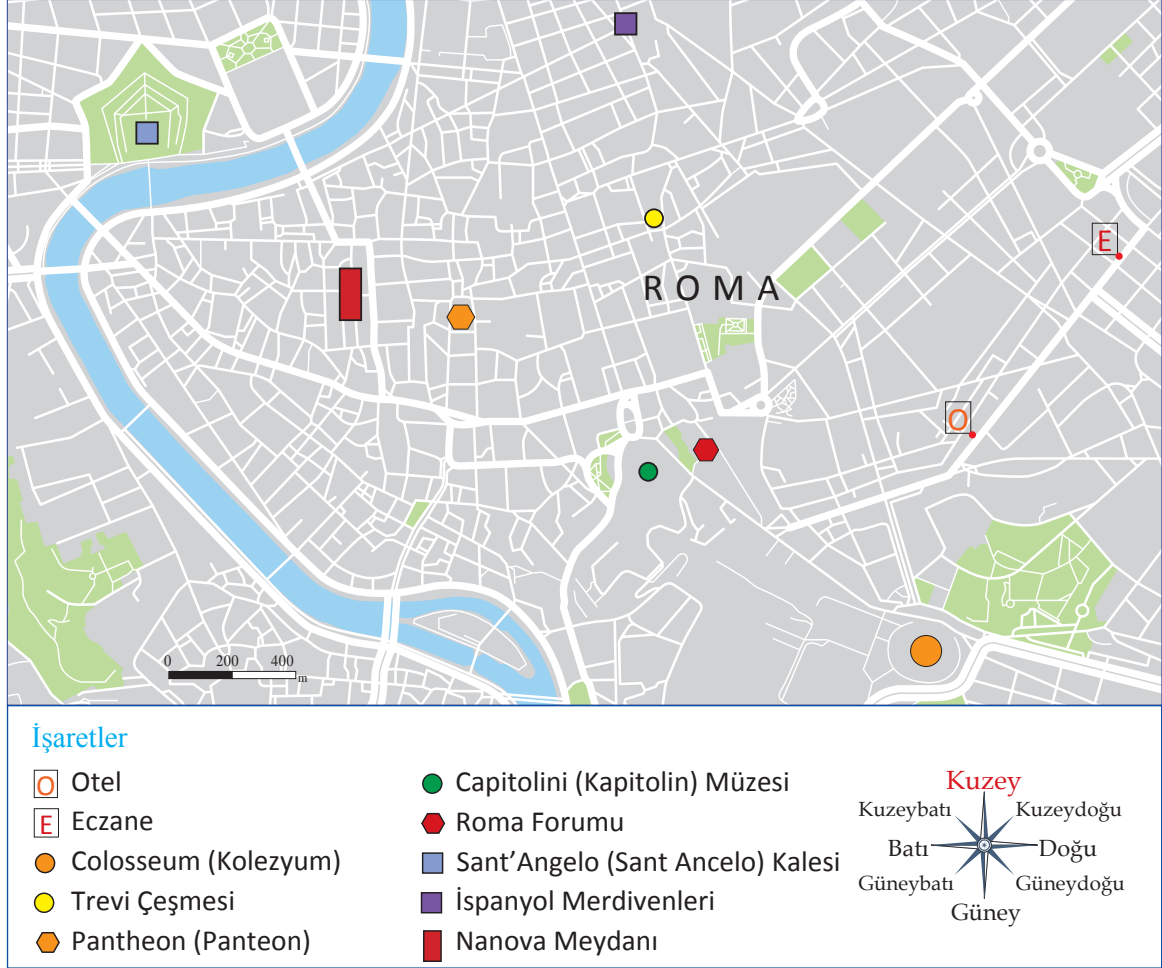 E
R O M A
O
0 200 400
m
İşaretler
O Otel
E Eczane
Colosseum (Kolezyum)
Trevi Çeşmesi
Pantheon (Panteon)
Capitolini (Kapitolin) Müzesi
Roma Forumu
Sant'Angelo (Sant Ancelo) Kalesi
İspanyol Merdivenleri
Nanova Meydanı
Kuzey
Kuzeybatı Kuzeydoğu
Batı Doğu
Güneybatı Güneydoğu
Güney